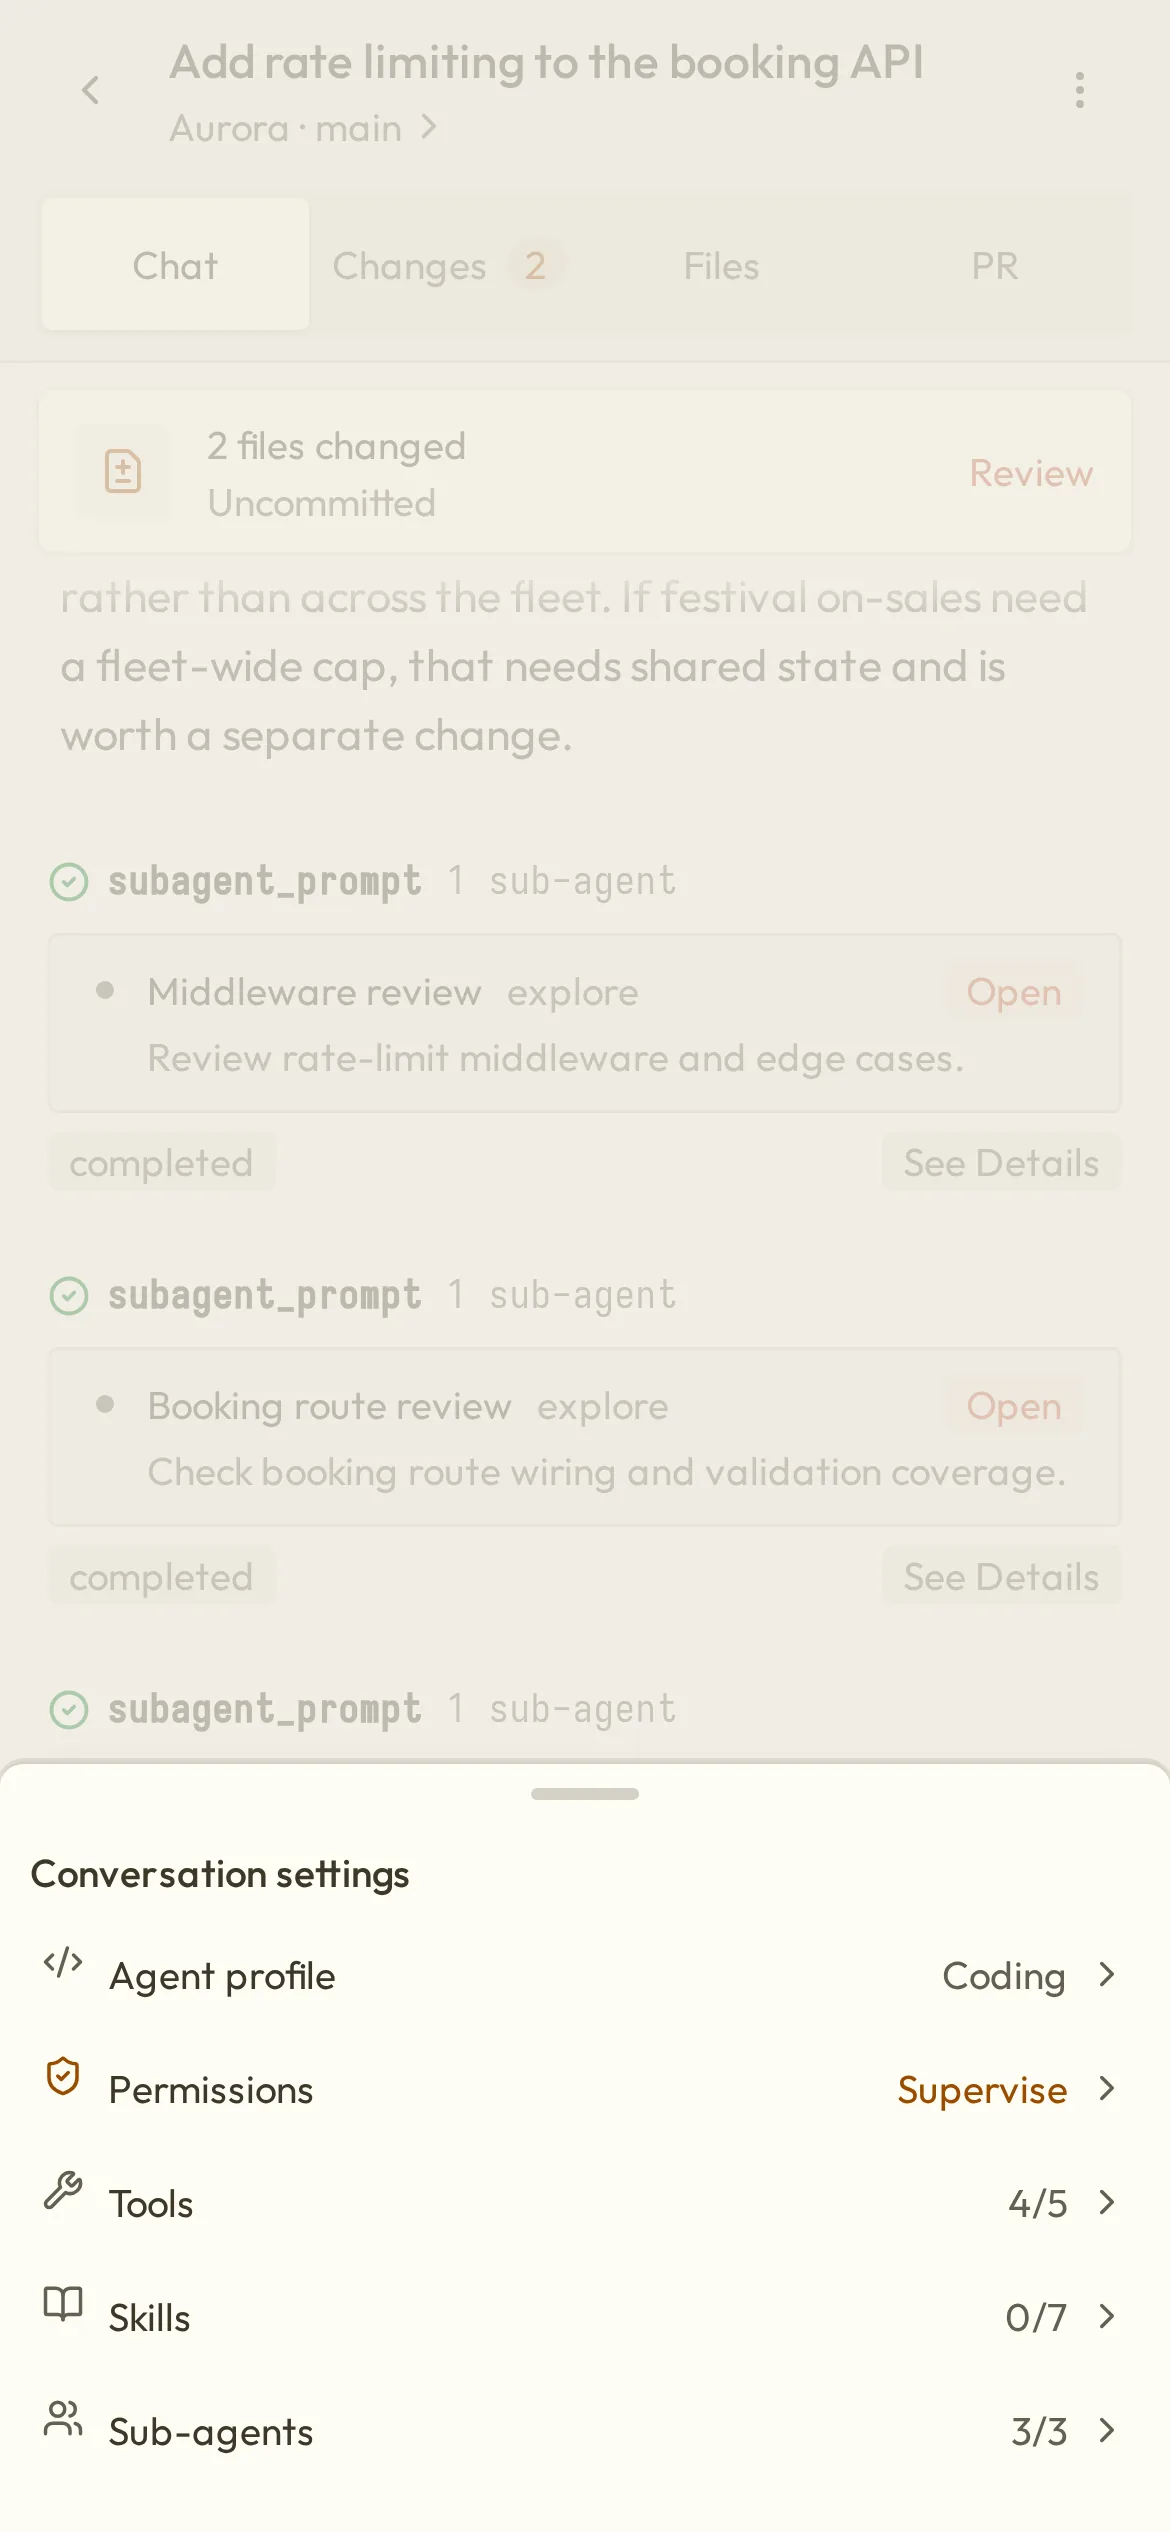 Add rate limiting to the booking API
Aurora · main
Chat
Changes 2
Files
PR
2 files changed
Uncommitted
Review
rather than across the fleet. If festival on-sales need
a fleet-wide cap, that needs shared state and is
worth a separate change.
subagent_prompt 1 sub-agent
Middleware review explore
Open
Review rate-limit middleware and edge cases.
completed
See Details
subagent_prompt 1 sub-agent
Booking route review explore
Open
Check booking route wiring and validation coverage.
completed
See Details
subagent_prompt 1 sub-agent
Conversation settings
Agent profile
Coding
Permissions
Supervise
Tools
4/5
Skills
0/7
Sub-agents
3/3